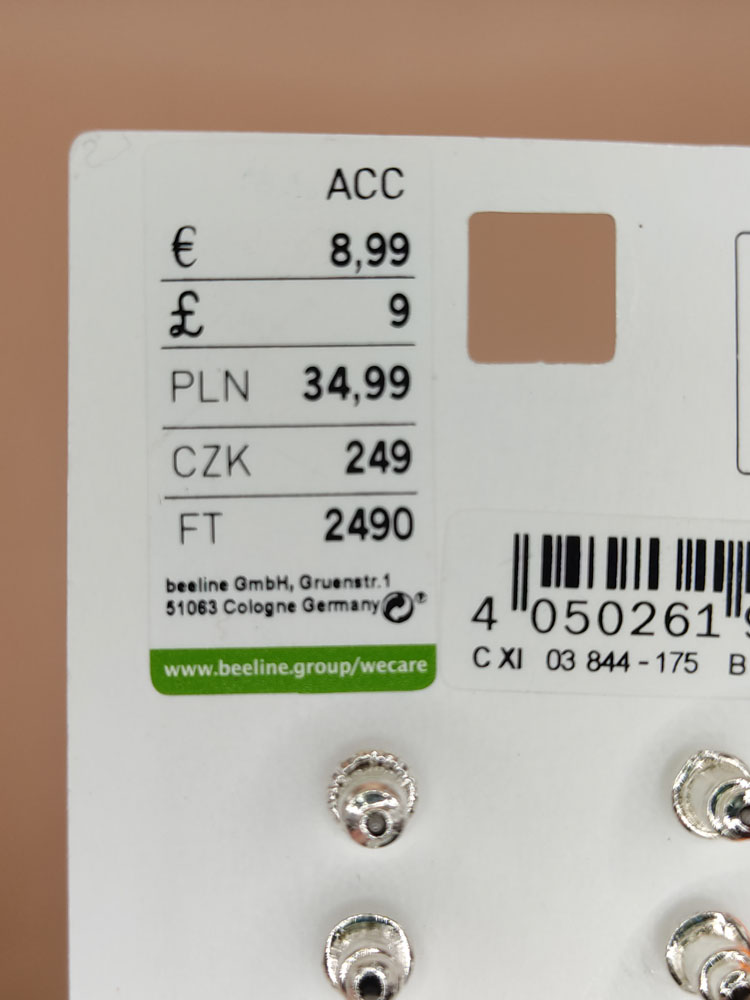 ACC
€ 8,99
£ 9
PLN 34,99
CZK 249
FT 2490
beeline GmbH, Gruenstr.1
51063 Cologne Germany
www.beeline.group/wecare
4 050261
C XI 03 844-175 B